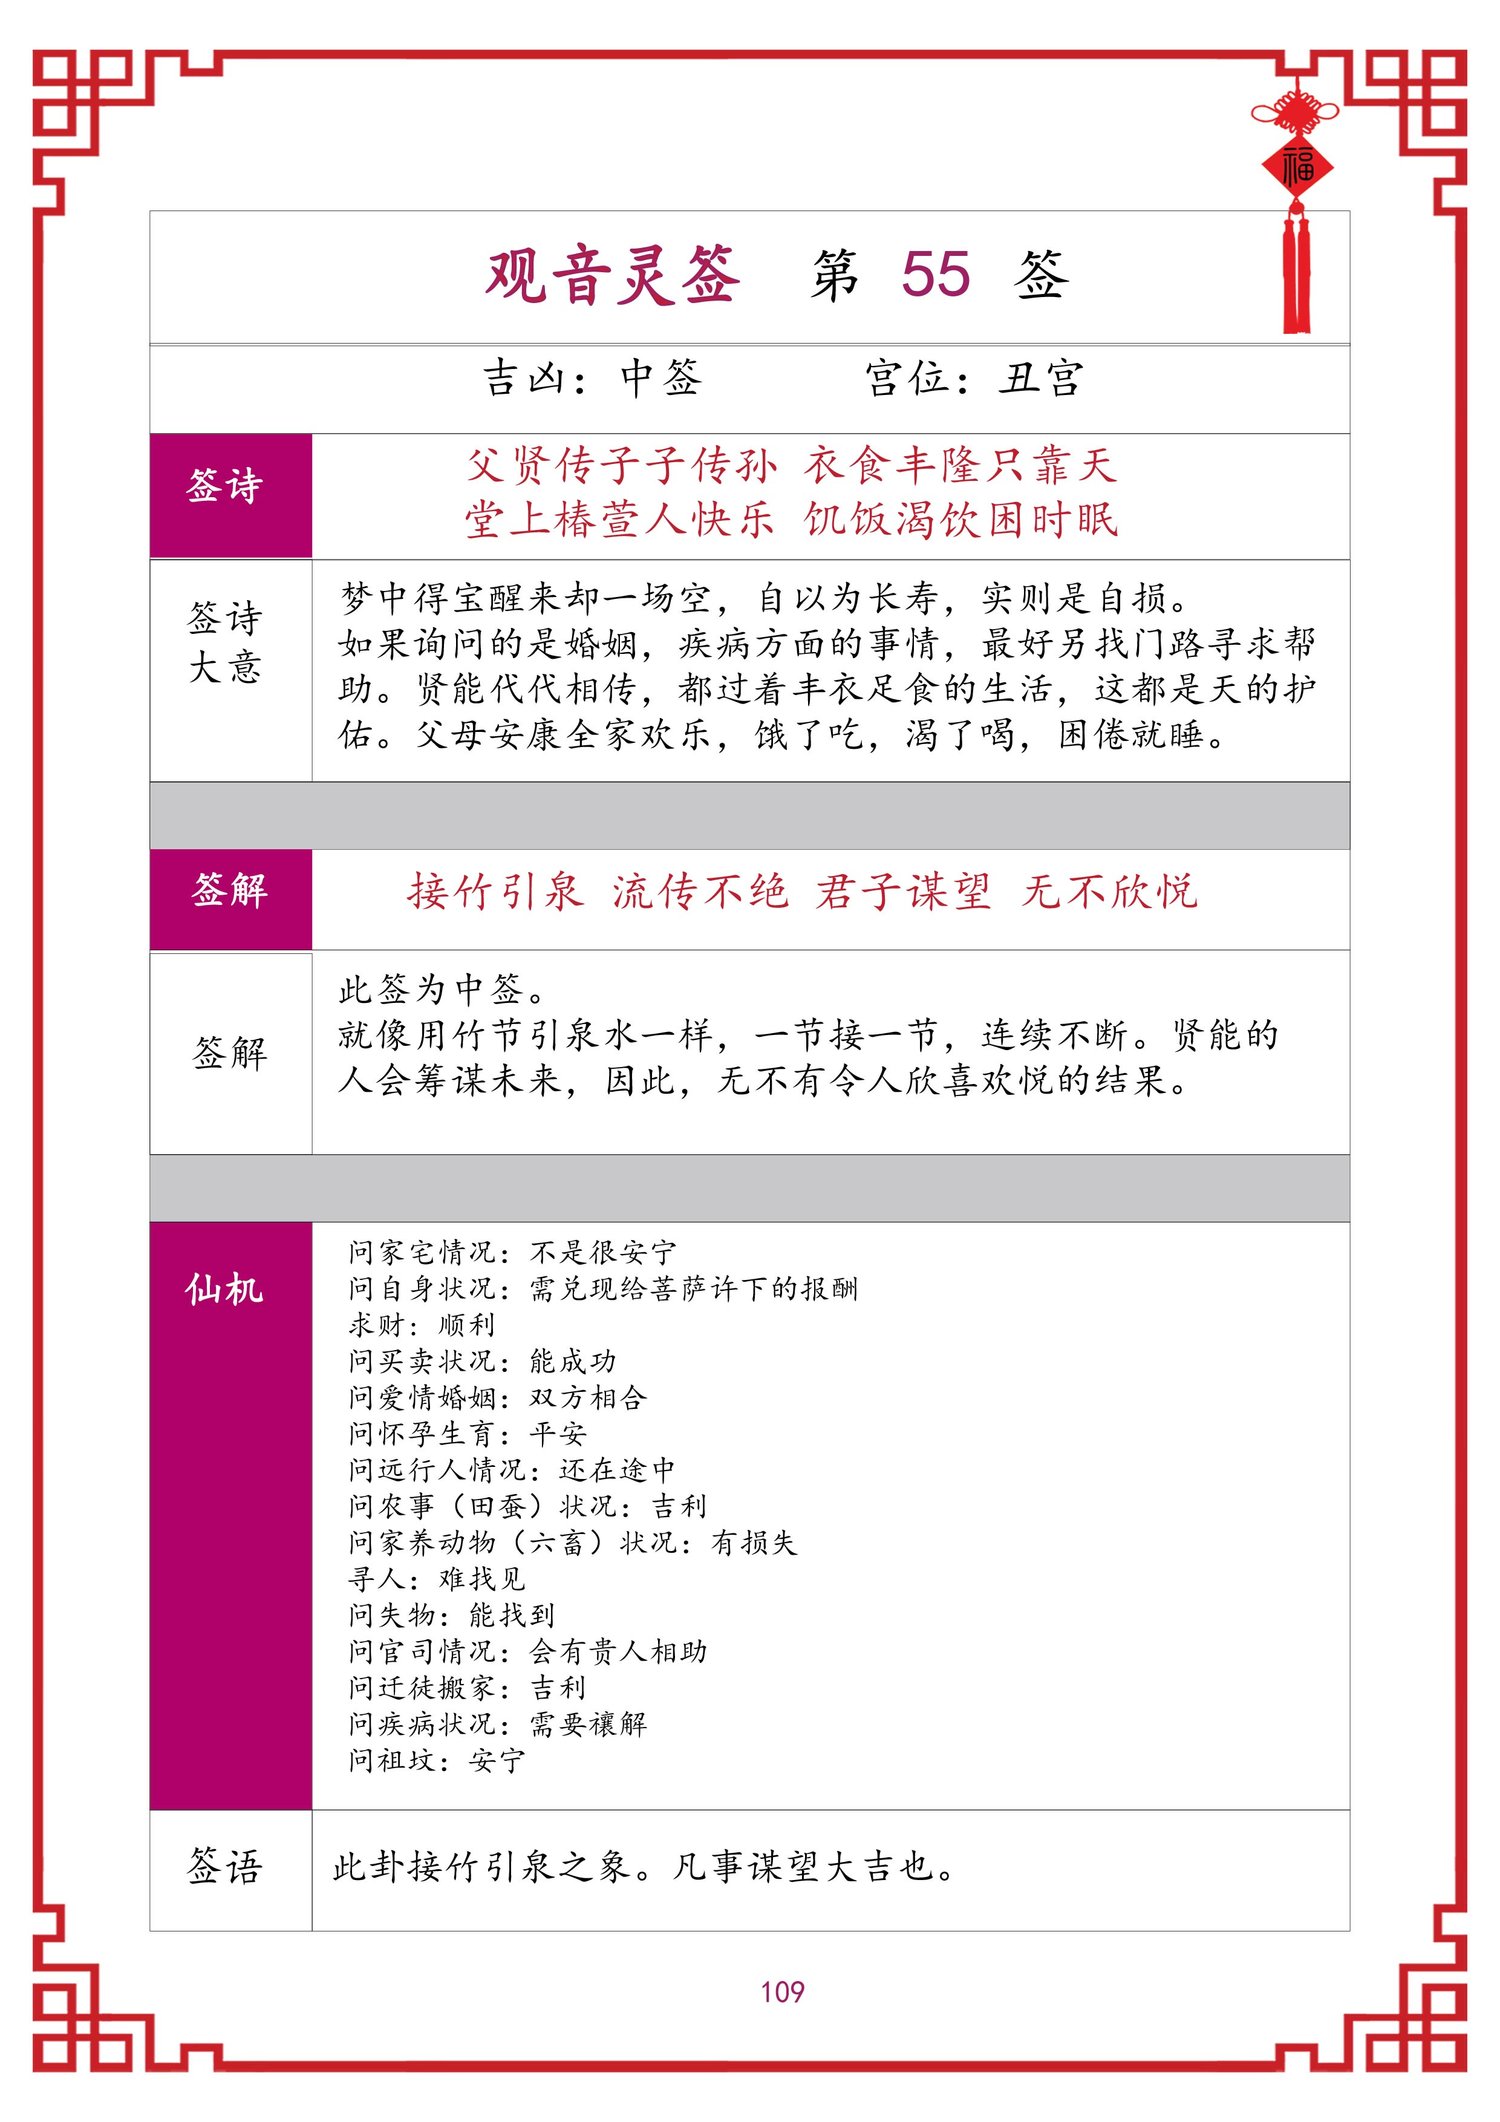 福
观音灵签 第 55 签
吉凶：中签 宫位：丑宫
签诗
父贤传子子传孙 衣食丰隆只靠天
堂上椿萱人快乐 饥饭渴饮困时眠
签诗
大意
梦中得宝醒来却一场空，自以为长寿，实则是自损。
如果询问的是婚姻，疾病方面的事情，最好另找门路寻求帮
助。贤能代代相传，都过着丰衣足食的生活，这都是天的护
佑。父母安康全家欢乐，饿了吃，渴了喝，困倦就睡。
签解
接竹引泉 流传不绝 君子谋望 无不欣悦
签解
此签为中签。
就像用竹节引泉水一样，一节接一节，连续不断。贤能的
人会筹谋未来，因此，无不有令人欣喜欢悦的结果。
仙机
问家宅情况：不是很安宁
问自身状况：需兑现给菩萨许下的报酬
求财：顺利
问买卖状况：能成功
问爱情婚姻：双方相合
问怀孕生育：平安
问远行人情况：还在途中
问农事（田蚕）状况：吉利
问家养动物（六畜）状况：有损失
寻人：难找见
问失物：能找到
问官司情况：会有贵人相助
问迁徒搬家：吉利
问疾病状况：需要禳解
问祖坟：安宁
签语
此卦接竹引泉之象。凡事谋望大吉也。
109